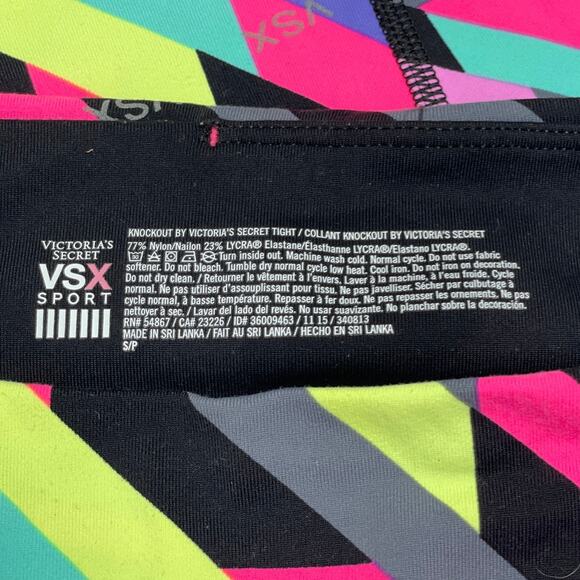 VSX
VSX
VICTORIA'S
SECRET
VSX
SPORT
KNOCKOUT BY VICTORIA'S SECRET TIGHT / COLLANT KNOCKOUT BY VICTORIA'S SECRET
77% Nylon/Nailon 23% LYCRA® Elastane/Élasthanne LYCRA®/Elastano LYCRA®.
Turn inside out. Machine wash cold. Normal cycle. Do not use fabric
softener. Do not bleach. Tumble dry normal cycle low heat. Cool iron. Do not iron on decoration.
Do not dry clean. / Retourner le vêtement à l'envers. Laver à la machine, à l'eau froide. Cycle
normal. Ne pas utiliser d'assouplissant pour tissu. Ne pas javelliser. Sécher par culbutage à
cycle normal, à basse température. Repasser à fer doux. Ne pas repasser les ornements. Ne pas
nettoyer à sec. / Lavar del lado del revés. No usar suavizante. No planchar sobre la decoración.
RN# 54867 / CA# 23226 / ID# 36009463 / 11 15 / 340813
MADE IN SRI LANKA / FAIT AU SRI LANKA / HECHO EN SRI LANKA
S/P